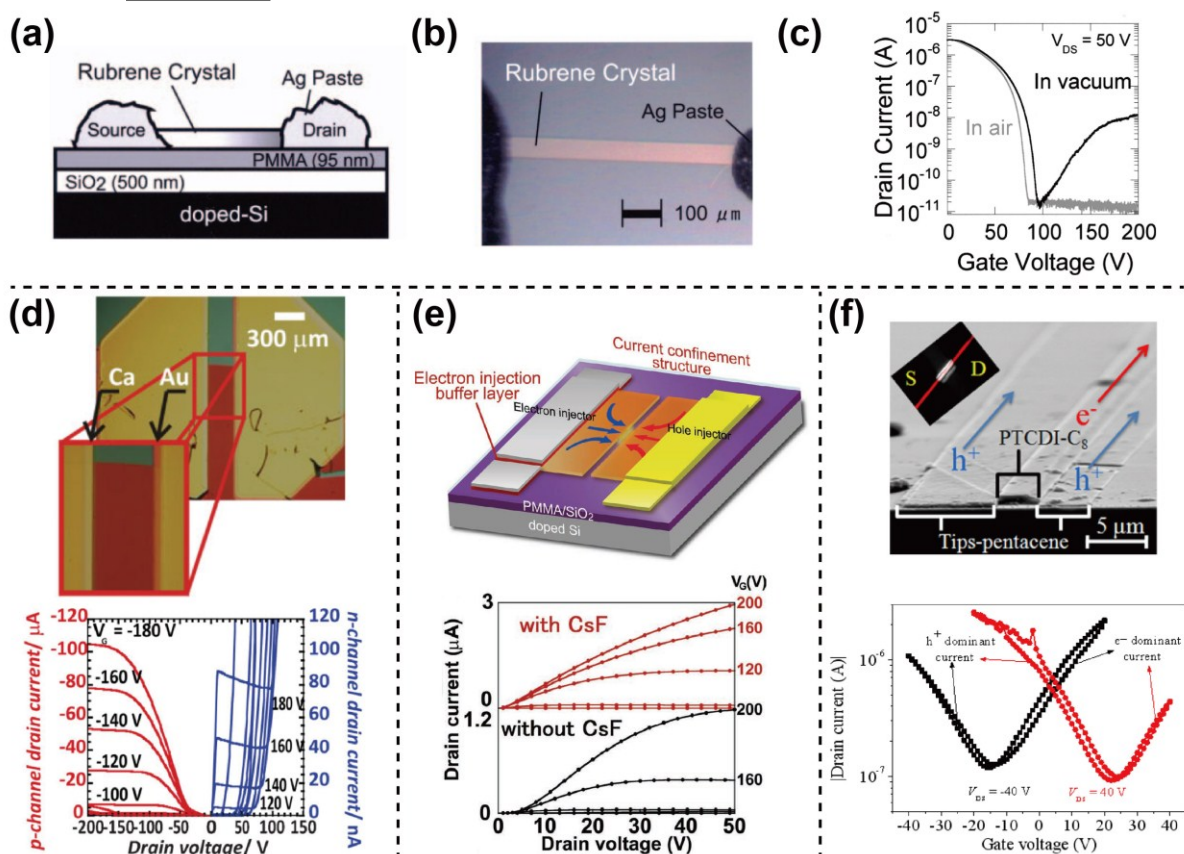 (a)
Rubrene Crystal
Ag Paste
Source
Drain
PMMA (95 nm)
SiO2 (500 nm)
doped-Si
(b)
Rubrene Crystal
Ag Paste
100 μm
(c)
10⁻⁵
10⁻⁶
10⁻⁷
10⁻⁸
10⁻⁹
10⁻¹⁰
10⁻¹¹
Drain Current (A)
V_DS = 50 V
In vacuum
In air
0 50 100 150 200
Gate Voltage (V)
(d)
300 μm
Ca Au
p-channel drain current/ μA
-120
-100
-80
-60
-40
-20
0
V_G = -180 V
-160 V
-140 V
-120 V
-100 V
180 V
160 V
140 V
120 V
120
100
80
60
40
20
0
n-channel drain current/ nA
-200 -150 -100 -50 0 50 100 150 200
Drain voltage/ V
(e)
Current confinement
structure
Electron injection
buffer layer
Electron injector
Hole injector
PMMA/SiO₂
doped Si
V_G(V)
3
with CsF
200
160
120
0
1.2
without CsF
200
160
0
Drain current (μA)
0 10 20 30 40 50
Drain voltage (V)
(f)
S D
e⁻
PTCDI-C₈
h⁺
h⁺
Tips-pentacene
5 μm
h⁺ dominant
current
e⁻ dominant
current
10⁻⁶
10⁻⁷
|Drain current (A)|
V_DS = -40 V
V_DS = 40 V
-40 -30 -20 -10 0 10 20 30 40
Gate voltage (V)